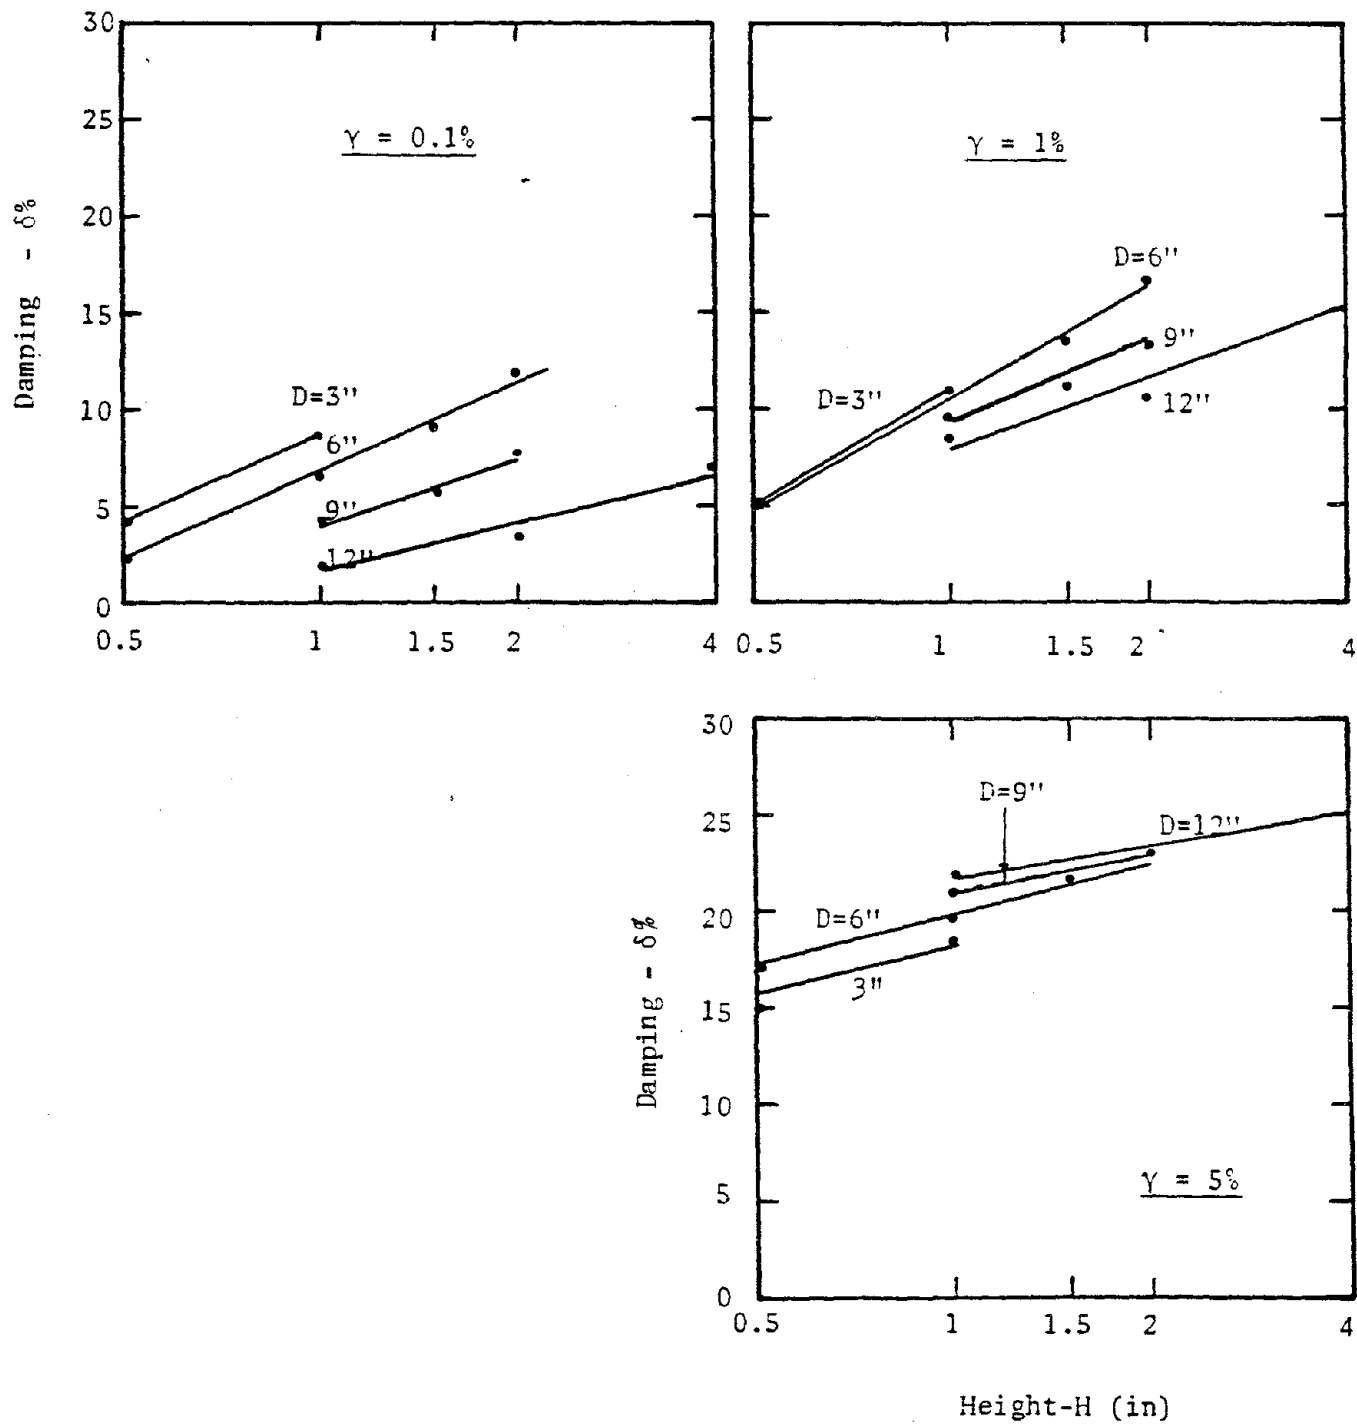 30
25
20
15
10
5
0
Damping - δ%
γ = 0.1%
D=3"
6"
9"
12"
0.5 1 1.5 2 4
γ = 1%
D=6"
9"
D=3"
12"
0.5 1 1.5 2 4
30
25
20
15
10
5
0
Damping - δ%
D=9"
D=12"
D=6"
3"
γ = 5%
0.5 1 1.5 2 4
Height-H (in)